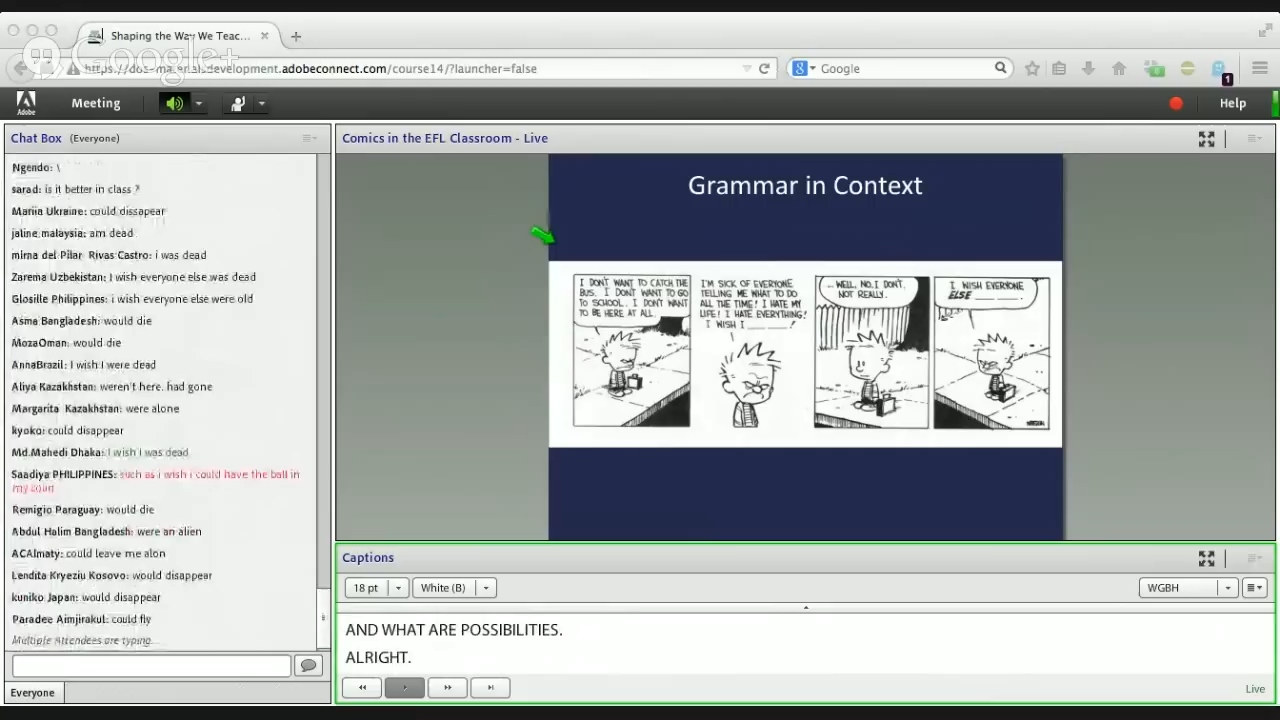 Shaping the Way We Teac...
Google+
adobeconnect.com/course14/?launcher=false
Google
1
Adobe
Meeting
Help
Chat Box (Everyone)
Ngendo: \
sarad: is it better in class ?
Mariia Ukraine: could dissapear
jaline malaysia: am dead
mirna del Pilar Rivas Castro: i was dead
Zarema Uzbekistan: I wish everyone else was dead
Glosille Philippines: i wish everyone else were old
Asma Bangladesh: would die
MozaOman: would die
AnnaBrazil: I wish I were dead
Aliya Kazakhstan: weren't here. had gone
Margarita Kazakhstan: were alone
kyoko: could disappear
Md.Mahedi Dhaka: I wish I was dead
Saadiya PHILIPPINES: such as i wish i could have the ball in
my court
Remigio Paraguay: would die
Abdul Halim Bangladesh: were an alien
ACAlmaty: could leave me alon
Lendita Kryeziu Kosovo: would disappear
kuniko Japan: would disappear
Paradee Aimjirakul: could fly
Multiple Attendees are typing...
Everyone
Comics in the EFL Classroom - Live
Grammar in Context
I DON'T WANT TO CATCH THE
BUS. I DON'T WANT TO GO
TO SCHOOL. I DON'T WANT
TO BE HERE AT ALL.
I'M SICK OF EVERYONE
TELLING ME WHAT TO DO
ALL THE TIME! I HATE MY
LIFE! I HATE EVERYTHING!
I WISH I ______!
... WELL, NO. I DON'T.
NOT REALLY.
I WISH EVERYONE
ELSE ___ ___.
Captions
18 pt
White (B)
WGBH
AND WHAT ARE POSSIBILITIES.
ALRIGHT.
Live